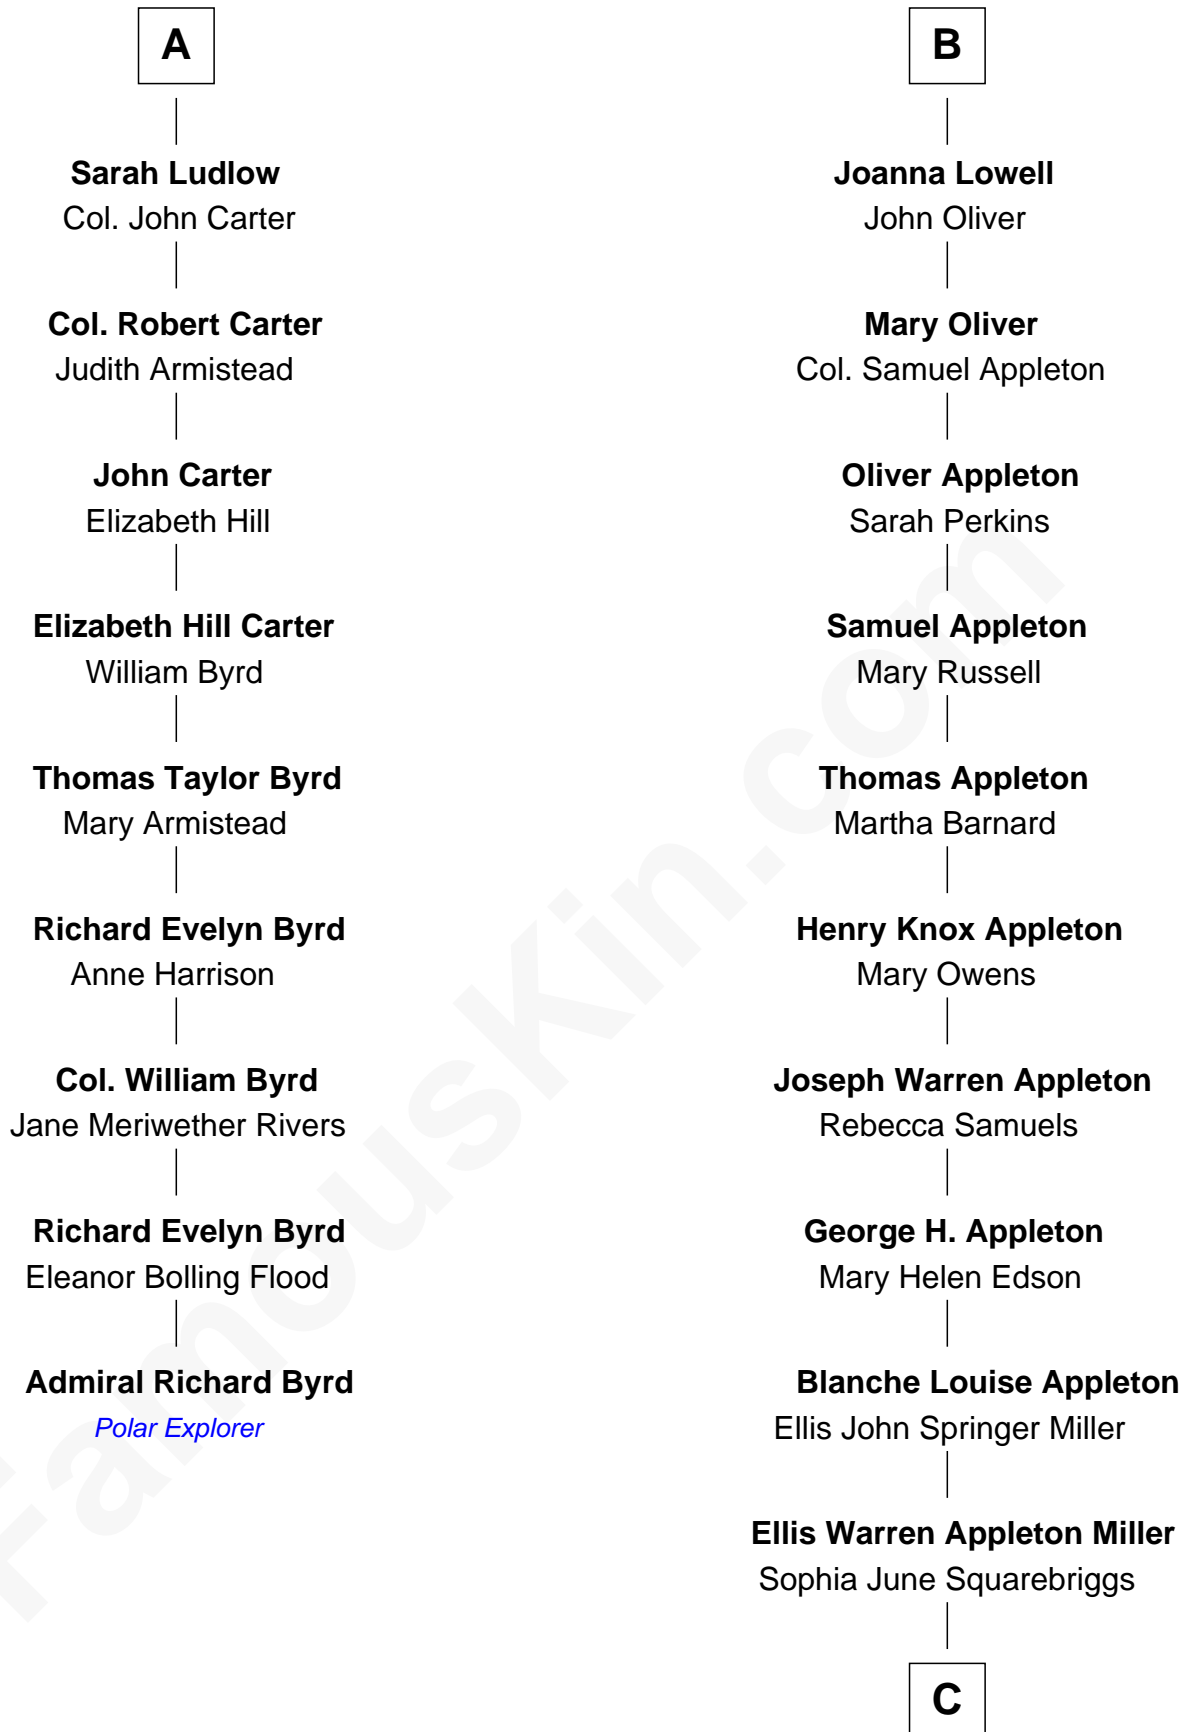 A
Sarah Ludlow
Col. John Carter
Col. Robert Carter
Judith Armistead
John Carter
Elizabeth Hill
Elizabeth Hill Carter
William Byrd
Thomas Taylor Byrd
Mary Armistead
Richard Evelyn Byrd
Anne Harrison
Col. William Byrd
Jane Meriwether Rivers
Richard Evelyn Byrd
Eleanor Bolling Flood
Admiral Richard Byrd
Polar Explorer
B
Joanna Lowell
John Oliver
Mary Oliver
Col. Samuel Appleton
Oliver Appleton
Sarah Perkins
Samuel Appleton
Mary Russell
Thomas Appleton
Martha Barnard
Henry Knox Appleton
Mary Owens
Joseph Warren Appleton
Rebecca Samuels
George H. Appleton
Mary Helen Edson
Blanche Louise Appleton
Ellis John Springer Miller
Ellis Warren Appleton Miller
Sophia June Squarebriggs
C
FamousKin.com